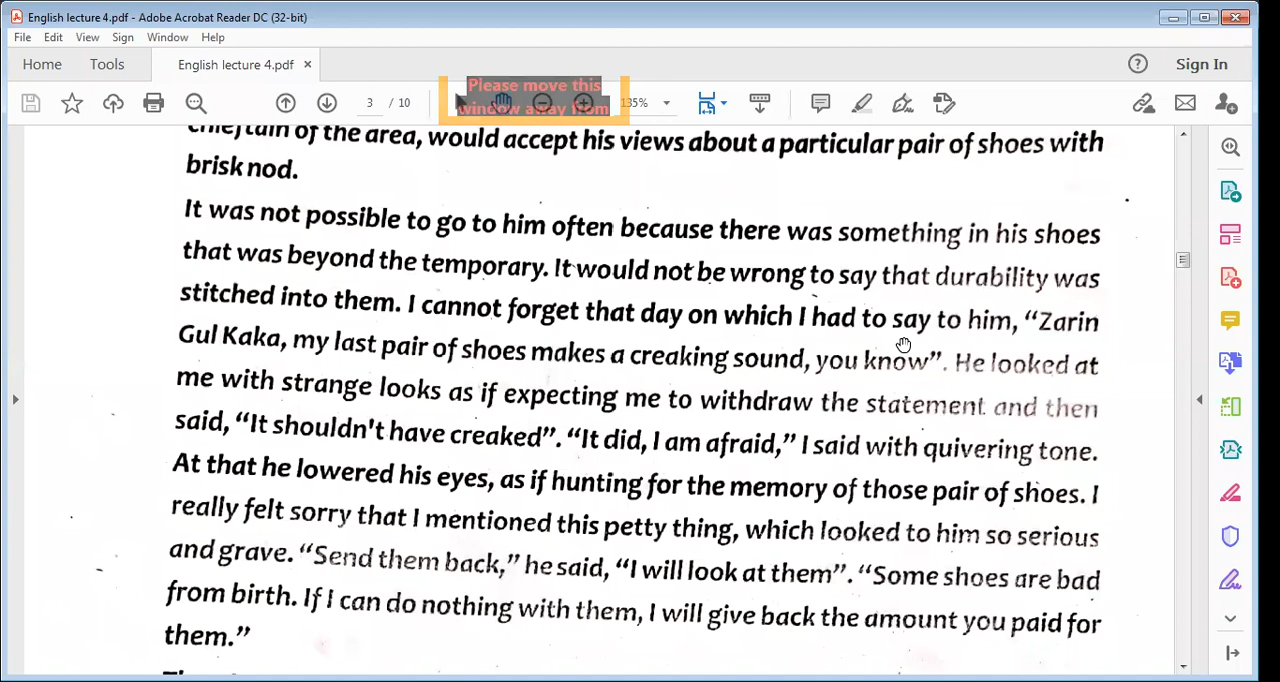 English lecture 4.pdf - Adobe Acrobat Reader DC (32-bit)
File Edit View Sign Window Help
Home Tools English lecture 4.pdf × Sign In
3 / 10 135%
Please move this
window away from
chieftain of the area, would accept his views about a particular pair of shoes with
brisk nod.
It was not possible to go to him often because there was something in his shoes
that was beyond the temporary. It would not be wrong to say that durability was
stitched into them. I cannot forget that day on which I had to say to him, “Zarin
Gul Kaka, my last pair of shoes makes a creaking sound, you know”. He looked at
me with strange looks as if expecting me to withdraw the statement and then
said, “It shouldn't have creaked”. “It did, I am afraid,” I said with quivering tone.
At that he lowered his eyes, as if hunting for the memory of those pair of shoes. I
really felt sorry that I mentioned this petty thing, which looked to him so serious
and grave. “Send them back,” he said, “I will look at them”. “Some shoes are bad
from birth. If I can do nothing with them, I will give back the amount you paid for
them.”